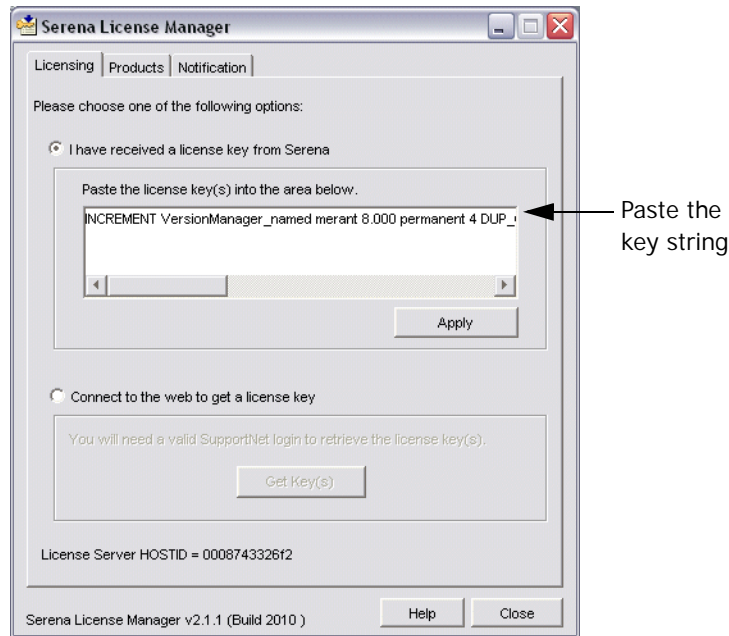 Serena License Manager
Licensing Products Notification
Please choose one of the following options:
I have received a license key from Serena
Paste the license key(s) into the area below.
INCREMENT VersionManager_named merant 8.000 permanent 4 DUP_
Paste the
key string
Apply
Connect to the web to get a license key
You will need a valid SupportNet login to retrieve the license key(s).
Get Key(s)
License Server HOSTID = 0008743326f2
Serena License Manager v2.1.1 (Build 2010 )
Help
Close